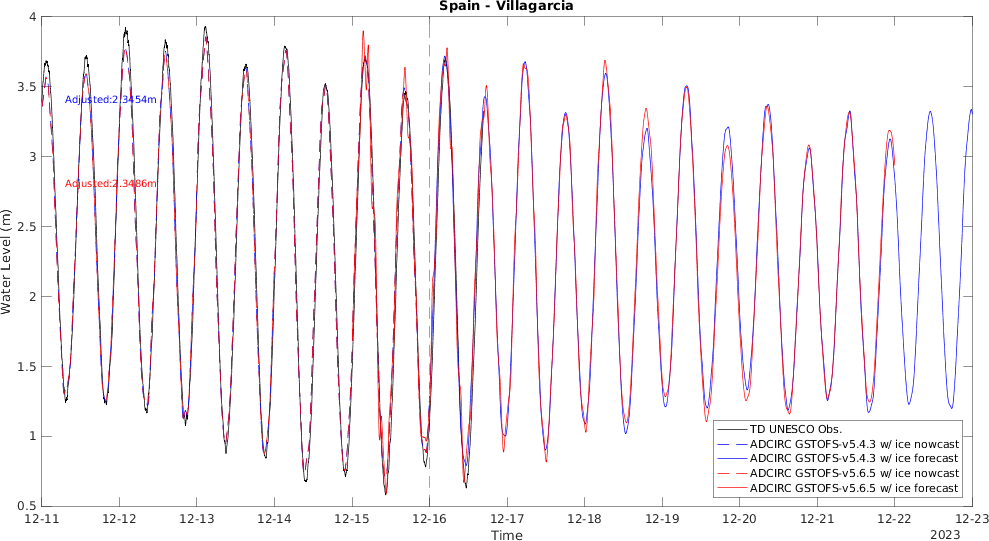 Spain - Villagarcia
4
3.5
3
2.5
2
1.5
1
0.5
Water Level (m)
Adjusted:2.3454m
Adjusted:2.3486m
TD UNESCO Obs.
ADCIRC GSTOFS-v5.4.3 w/ ice nowcast
ADCIRC GSTOFS-v5.4.3 w/ ice forecast
ADCIRC GSTOFS-v5.6.5 w/ ice nowcast
ADCIRC GSTOFS-v5.6.5 w/ ice forecast
12-11 12-12 12-13 12-14 12-15 12-16 12-17 12-18 12-19 12-20 12-21 12-22 12-23
Time
2023